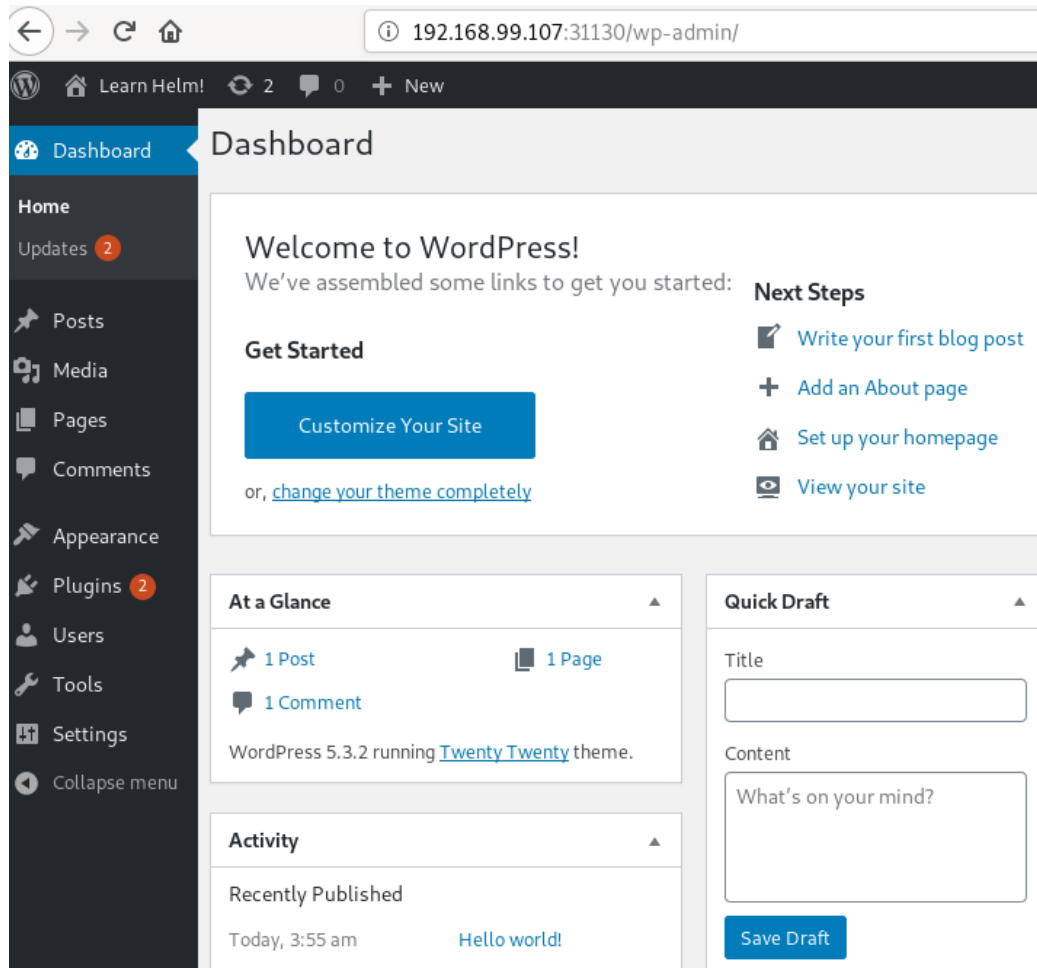 192.168.99.107:31130/wp-admin/
Learn Helm! 2 0 New
Dashboard
Home
Updates 2
Posts
Media
Pages
Comments
Appearance
Plugins 2
Users
Tools
Settings
Collapse menu
Dashboard
Welcome to WordPress!
We've assembled some links to get you started:
Get Started
Customize Your Site
or, change your theme completely
Next Steps
Write your first blog post
Add an About page
Set up your homepage
View your site
At a Glance
1 Post
1 Page
1 Comment
WordPress 5.3.2 running Twenty Twenty theme.
Activity
Recently Published
Today, 3:55 am Hello world!
Quick Draft
Title
Content
What's on your mind?
Save Draft